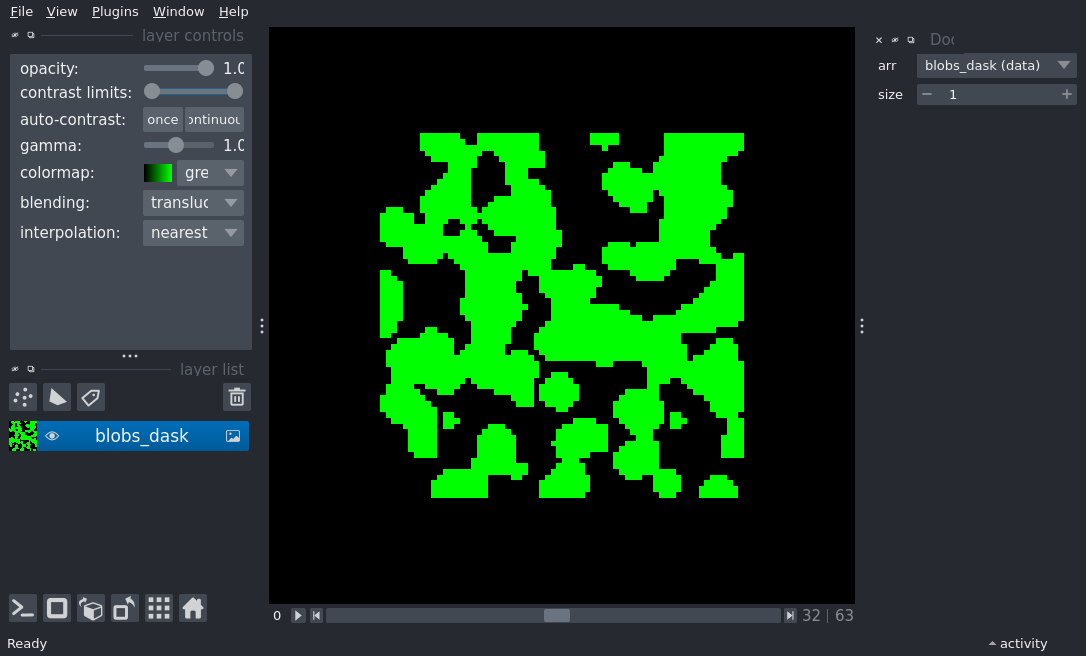 File View Plugins Window Help
layer controls
opacity: 1.0
contrast limits:
auto-contrast: once ontinuou
gamma: 1.0
colormap: gre
blending: transluc
interpolation: nearest
layer list
blobs_dask
0 32 | 63
Ready
Doc
arr blobs_dask (data)
size 1
activity